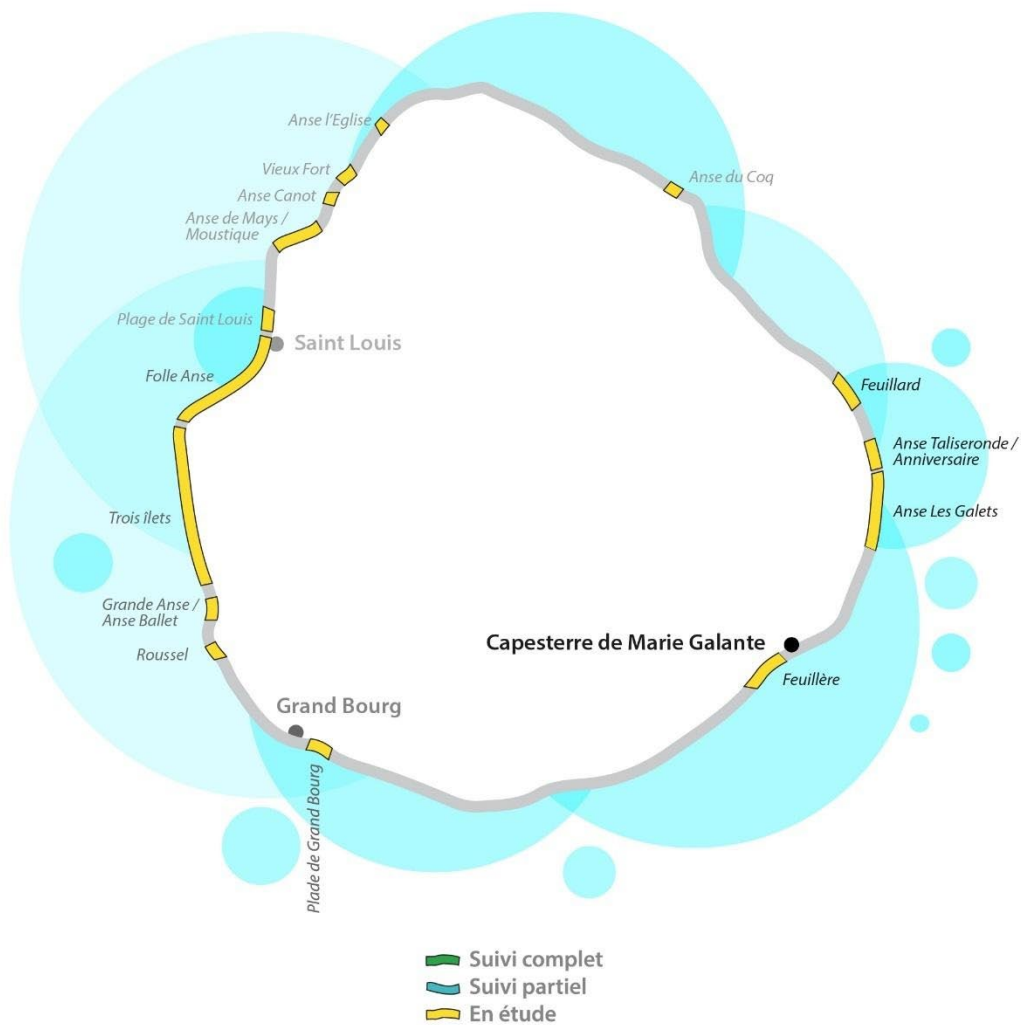 Anse l'Eglise
Vieux Fort
Anse Canot
Anse de Mays /
Moustique
Anse du Coq
Plage de Saint Louis
Saint Louis
Folle Anse
Feuillard
Anse Taliseronde /
Anniversaire
Anse Les Galets
Trois îlets
Grande Anse /
Anse Ballet
Roussel
Capesterre de Marie Galante
Feuillère
Grand Bourg
Plade de Grand Bourg
Suivi complet
Suivi partiel
En étude